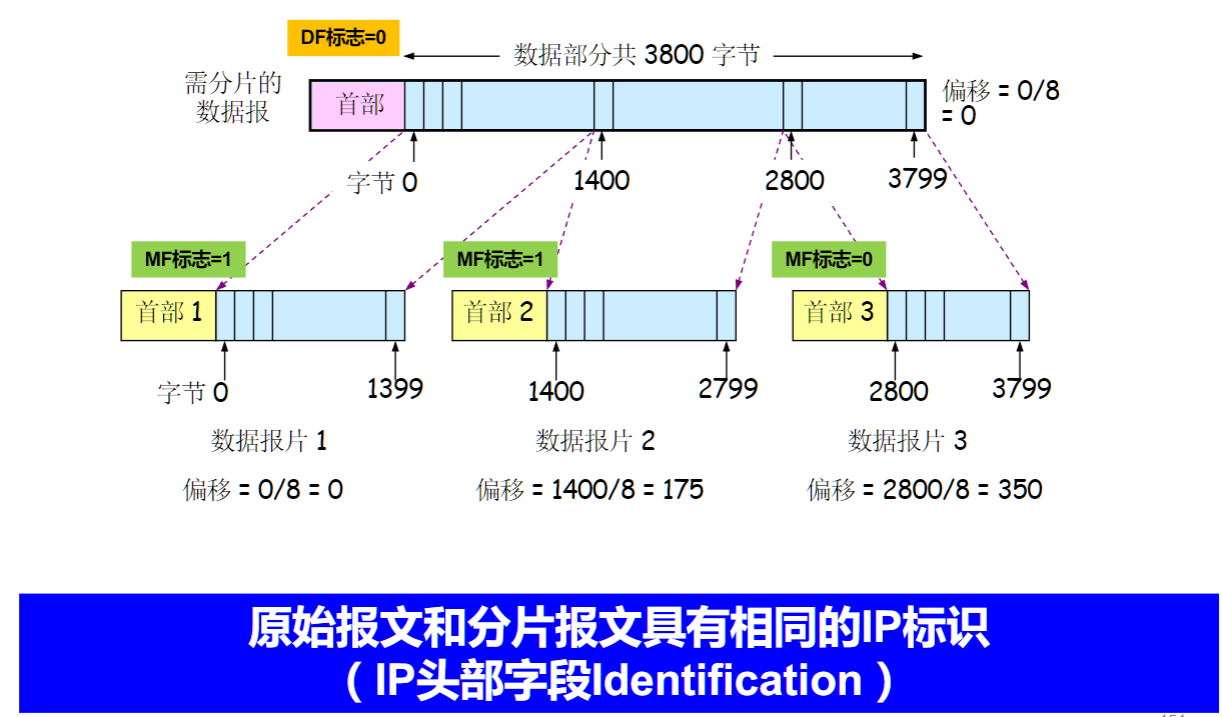 DF标志=0
数据部分共 3800 字节
需分片的
数据报
首部
偏移 = 0/8
= 0
字节 0
1400
2800
3799
MF标志=1
MF标志=1
MF标志=0
首部 1
首部 2
首部 3
字节 0
1399
1400
2799
2800
3799
数据报片 1
数据报片 2
数据报片 3
偏移 = 0/8 = 0
偏移 = 1400/8 = 175
偏移 = 2800/8 = 350
原始报文和分片报文具有相同的IP标识
（IP头部字段Identification）